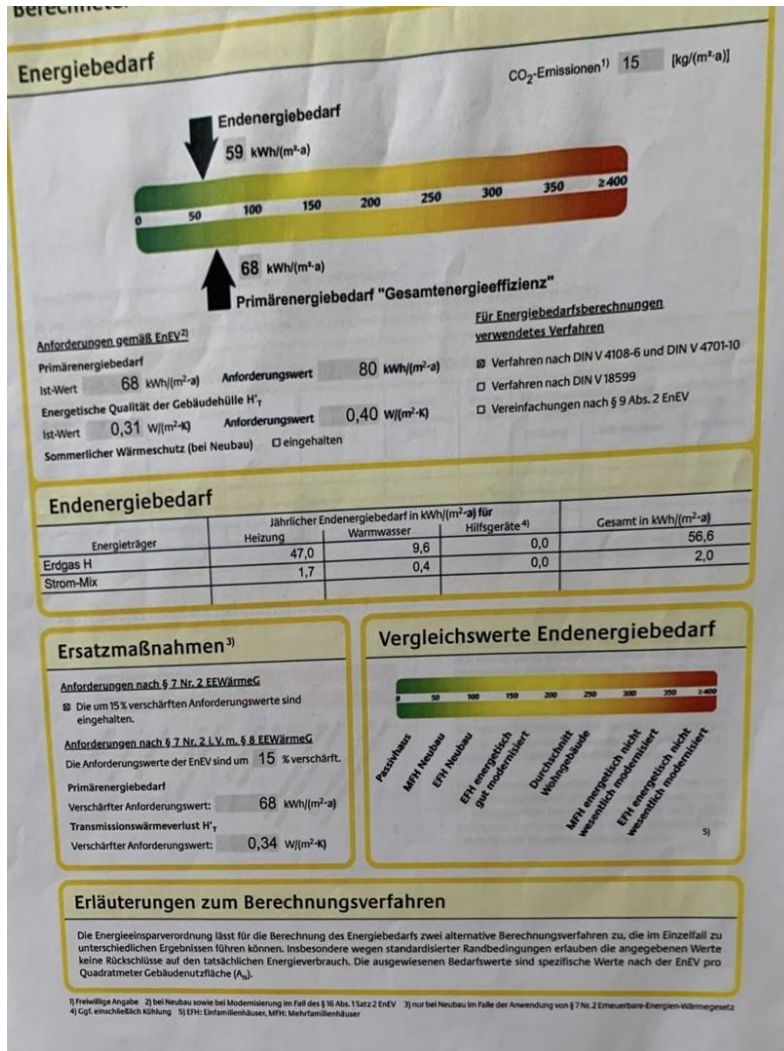 Energiebedarf
CO₂-Emissionen¹⁾ 15 [kg/(m²·a)]
Endenergiebedarf
59 kWh/(m²·a)
0 50 100 150 200 250 300 350 ≥400
68 kWh/(m²·a)
Primärenergiebedarf "Gesamtenergieeffizienz"
Anforderungen gemäß EnEV²⁾
Primärenergiebedarf
Ist-Wert 68 kWh/(m²·a) Anforderungswert 80 kWh/(m²·a)
Energetische Qualität der Gebäudehülle H'T
Ist-Wert 0,31 W/(m²·K) Anforderungswert 0,40 W/(m²·K)
Sommerlicher Wärmeschutz (bei Neubau) ☐ eingehalten
Für Energiebedarfsberechnungen
verwendetes Verfahren
☒ Verfahren nach DIN V 4108-6 und DIN V 4701-10
☐ Verfahren nach DIN V 18599
☐ Vereinfachungen nach § 9 Abs. 2 EnEV
Endenergiebedarf
Jährlicher Endenergiebedarf in kWh/(m²·a) für
Energieträger Heizung Warmwasser Hilfsgeräte⁴⁾ Gesamt in kWh/(m²·a)
Erdgas H 47,0 9,6 0,0 56,6
Strom-Mix 1,7 0,4 0,0 2,0
Ersatzmaßnahmen³⁾
Anforderungen nach § 7 Nr. 2 EEWärmeG
☒ Die um 15 % verschärften Anforderungswerte sind
eingehalten.
Anforderungen nach § 7 Nr. 2 i.V.m. § 8 EEWärmeG
Die Anforderungswerte der EnEV sind um 15 % verschärft.
Primärenergiebedarf
Verschärfter Anforderungswert: 68 kWh/(m²·a)
Transmissionswärmeverlust H'T
Verschärfter Anforderungswert: 0,34 W/(m²·K)
Vergleichswerte Endenergiebedarf
0 50 100 150 200 250 300 350 ≥400
Passivhaus
MFH Neubau
EFH Neubau
EFH energetisch
gut modernisiert
Durchschnitt
Wohngebäude
MFH energetisch nicht
wesentlich modernisiert
EFH energetisch nicht
wesentlich modernisiert
5)
Erläuterungen zum Berechnungsverfahren
Die Energieeinsparverordnung lässt für die Berechnung des Energiebedarfs zwei alternative Berechnungsverfahren zu, die im Einzelfall zu
unterschiedlichen Ergebnissen führen können. Insbesondere wegen standardisierter Randbedingungen erlauben die angegebenen Werte
keine Rückschlüsse auf den tatsächlichen Energieverbrauch. Die ausgewiesenen Bedarfswerte sind spezifische Werte nach der EnEV pro
Quadratmeter Gebäudenutzfläche (AN).
1) Freiwillige Angabe 2) bei Neubau sowie bei Modernisierung im Fall des § 16 Abs. 1 Satz 2 EnEV 3) nur bei Neubau im Falle der Anwendung von § 7 Nr. 2 Erneuerbare-Energien-Wärmegesetz
4) Ggf. einschließlich Kühlung 5) EFH: Einfamilienhäuser, MFH: Mehrfamilienhäuser